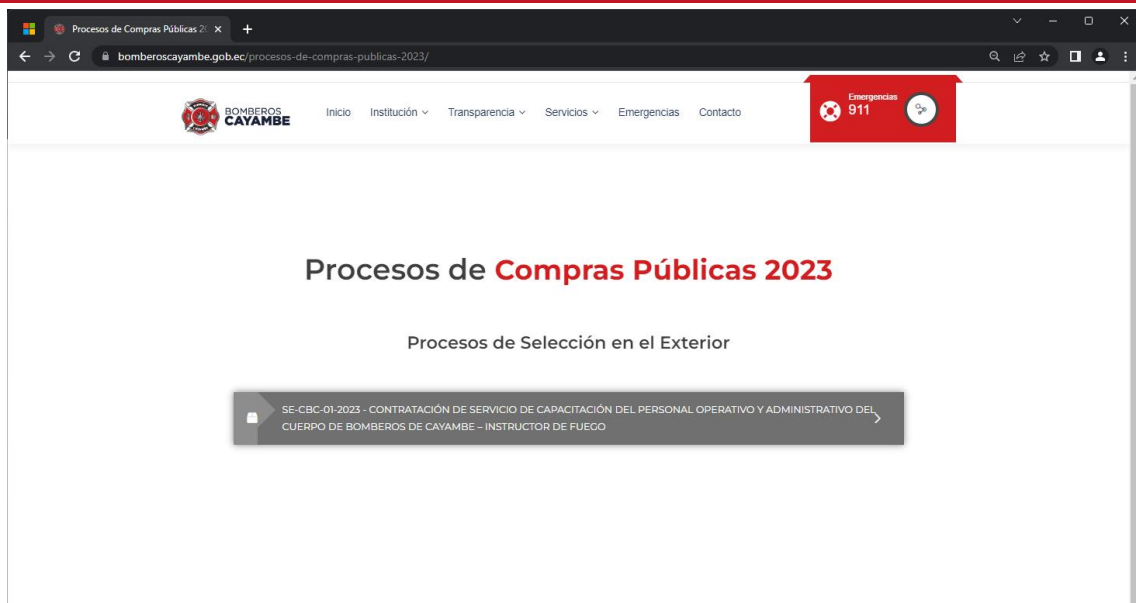 Procesos de Compras Públicas 2
bomberoscayambe.gob.ec/procesos-de-compras-publicas-2023/
BOMBEROS
CAYAMBE
Inicio Institución Transparencia Servicios Emergencias Contacto
Emergencias
911
Procesos de Compras Públicas 2023
Procesos de Selección en el Exterior
SE-CBC-01-2023 - CONTRATACIÓN DE SERVICIO DE CAPACITACIÓN DEL PERSONAL OPERATIVO Y ADMINISTRATIVO DEL
CUERPO DE BOMBEROS DE CAYAMBE – INSTRUCTOR DE FUEGO